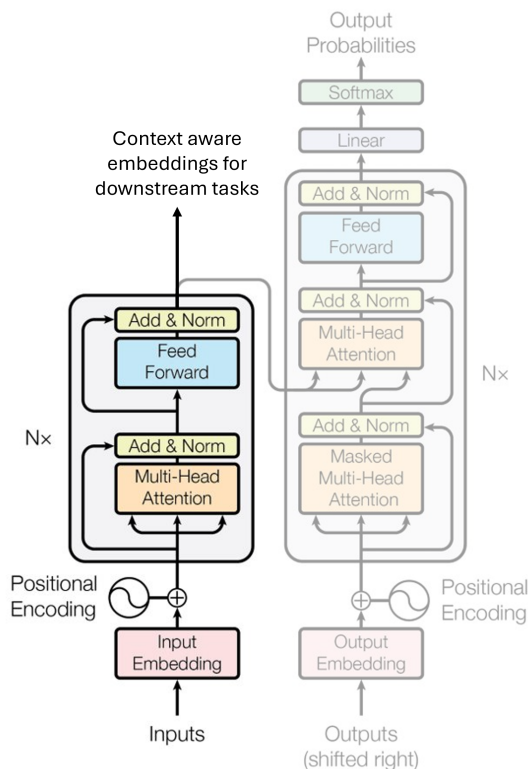 Output
Probabilities
Softmax
Linear
Add & Norm
Feed
Forward
Add & Norm
Multi-Head
Attention
Add & Norm
Masked
Multi-Head
Attention
N×
Positional
Encoding
Output
Embedding
Outputs
(shifted right)
Context aware
embeddings for
downstream tasks
Add & Norm
Feed
Forward
Add & Norm
Multi-Head
Attention
N×
Positional
Encoding
Input
Embedding
Inputs